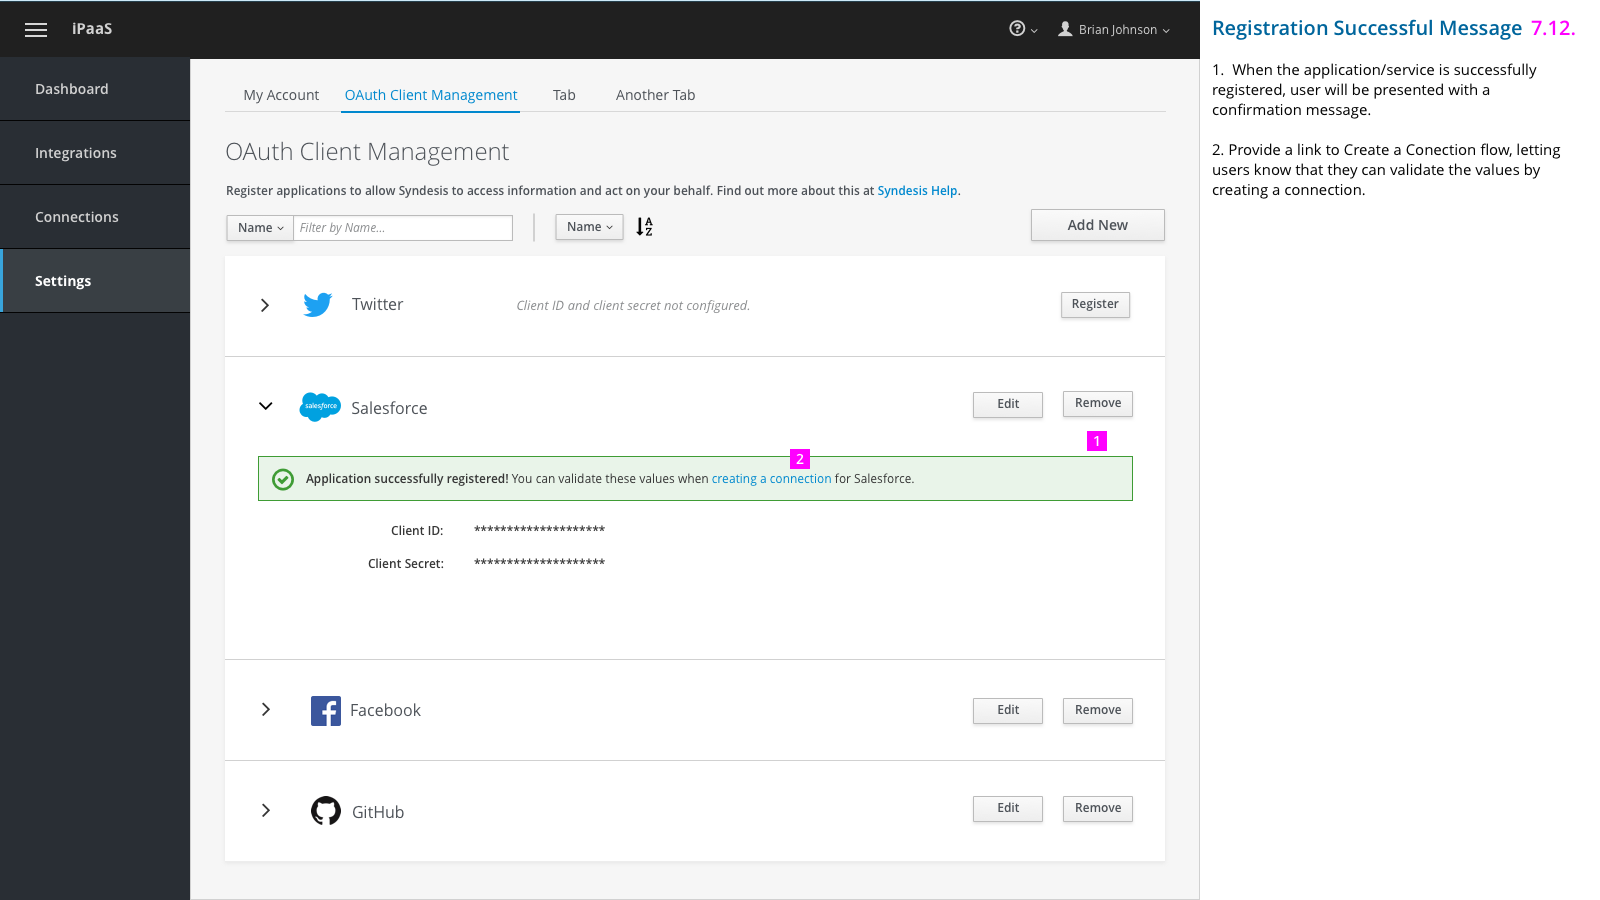 iPaaS
Brian Johnson
Registration Successful Message 7.12.
1. When the application/service is successfully
registered, user will be presented with a
confirmation message.
2. Provide a link to Create a Conection flow, letting
users know that they can validate the values by
creating a connection.
Dashboard
Integrations
Connections
Settings
My Account OAuth Client Management Tab Another Tab
OAuth Client Management
Register applications to allow Syndesis to access information and act on your behalf. Find out more about this at Syndesis Help.
Name Filter by Name... Name A Z Add New
Twitter Client ID and client secret not configured. Register
salesforce Salesforce Edit Remove
1
2
Application successfully registered! You can validate these values when creating a connection for Salesforce.
Client ID: ********************
Client Secret: ********************
Facebook Edit Remove
GitHub Edit Remove